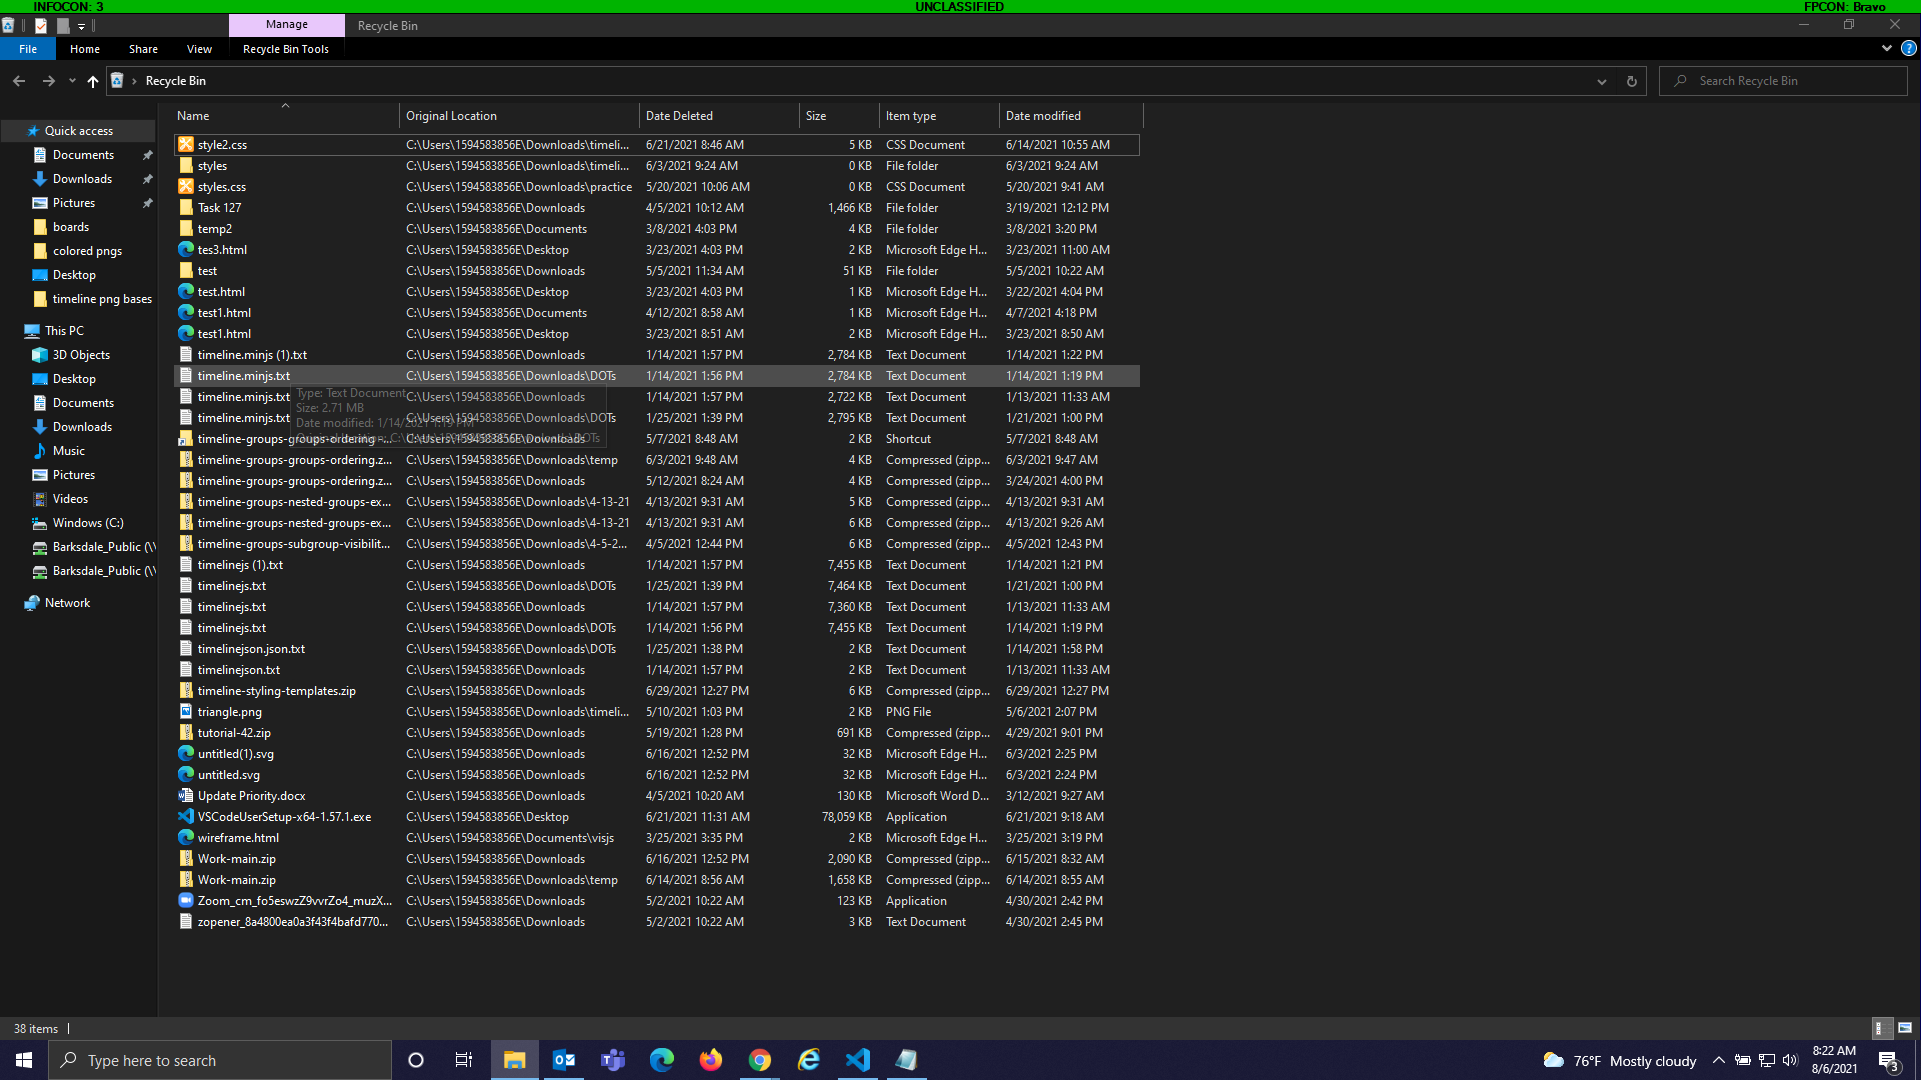 INFOCON: 3 UNCLASSIFIED FPCON: Bravo
Manage Recycle Bin
File Home Share View Recycle Bin Tools
Recycle Bin Search Recycle Bin
Quick access
Documents
Downloads
Pictures
boards
colored pngs
Desktop
timeline png bases
This PC
3D Objects
Desktop
Documents
Downloads
Music
Pictures
Videos
Windows (C:)
Barksdale_Public (\\
Barksdale_Public (\\
Network
Name Original Location Date Deleted Size Item type Date modified
style2.css C:\Users\1594583856E\Downloads\timeli... 6/21/2021 8:46 AM 5 KB CSS Document 6/14/2021 10:55 AM
styles C:\Users\1594583856E\Downloads\timeli... 6/3/2021 9:24 AM 0 KB File folder 6/3/2021 9:24 AM
styles.css C:\Users\1594583856E\Downloads\practice 5/20/2021 10:06 AM 0 KB CSS Document 5/20/2021 9:41 AM
Task 127 C:\Users\1594583856E\Downloads 4/5/2021 10:12 AM 1,466 KB File folder 3/19/2021 12:12 PM
temp2 C:\Users\1594583856E\Documents 3/8/2021 4:03 PM 4 KB File folder 3/8/2021 3:20 PM
tes3.html C:\Users\1594583856E\Desktop 3/23/2021 4:03 PM 2 KB Microsoft Edge H... 3/23/2021 11:00 AM
test C:\Users\1594583856E\Downloads 5/5/2021 11:34 AM 51 KB File folder 5/5/2021 10:22 AM
test.html C:\Users\1594583856E\Desktop 3/23/2021 4:03 PM 1 KB Microsoft Edge H... 3/22/2021 4:04 PM
test1.html C:\Users\1594583856E\Documents 4/12/2021 8:58 AM 1 KB Microsoft Edge H... 4/7/2021 4:18 PM
test1.html C:\Users\1594583856E\Desktop 3/23/2021 8:51 AM 2 KB Microsoft Edge H... 3/23/2021 8:50 AM
timeline.minjs (1).txt C:\Users\1594583856E\Downloads 1/14/2021 1:57 PM 2,784 KB Text Document 1/14/2021 1:22 PM
timeline.minjs.txt C:\Users\1594583856E\Downloads\DOTs 1/14/2021 1:56 PM 2,784 KB Text Document 1/14/2021 1:19 PM
Type: Text Document
Size: 2.71 MB
Date modified: 1/14/2021 1:19 PM
Original location: C:\Users\1594583856E\Downloads\DOTs
timeline.minjs.txt C:\Users\1594583856E\Downloads 1/14/2021 1:57 PM 2,722 KB Text Document 1/13/2021 11:33 AM
timeline.minjs.txt C:\Users\1594583856E\Downloads\DOTs 1/25/2021 1:39 PM 2,795 KB Text Document 1/21/2021 1:00 PM
timeline-groups-groups-ordering -... C:\Users\1594583856E\Downloads 5/7/2021 8:48 AM 2 KB Shortcut 5/7/2021 8:48 AM
timeline-groups-groups-ordering.z... C:\Users\1594583856E\Downloads\temp 6/3/2021 9:48 AM 4 KB Compressed (zipp... 6/3/2021 9:47 AM
timeline-groups-groups-ordering.z... C:\Users\1594583856E\Downloads 5/12/2021 8:24 AM 4 KB Compressed (zipp... 3/24/2021 4:00 PM
timeline-groups-nested-groups-ex... C:\Users\1594583856E\Downloads\4-13-21 4/13/2021 9:31 AM 5 KB Compressed (zipp... 4/13/2021 9:31 AM
timeline-groups-nested-groups-ex... C:\Users\1594583856E\Downloads\4-13-21 4/13/2021 9:31 AM 6 KB Compressed (zipp... 4/13/2021 9:26 AM
timeline-groups-subgroup-visibilit... C:\Users\1594583856E\Downloads\4-5-2... 4/5/2021 12:44 PM 6 KB Compressed (zipp... 4/5/2021 12:43 PM
timelinejs (1).txt C:\Users\1594583856E\Downloads 1/14/2021 1:57 PM 7,455 KB Text Document 1/14/2021 1:21 PM
timelinejs.txt C:\Users\1594583856E\Downloads\DOTs 1/25/2021 1:39 PM 7,464 KB Text Document 1/21/2021 1:00 PM
timelinejs.txt C:\Users\1594583856E\Downloads 1/14/2021 1:57 PM 7,360 KB Text Document 1/13/2021 11:33 AM
timelinejs.txt C:\Users\1594583856E\Downloads\DOTs 1/14/2021 1:56 PM 7,455 KB Text Document 1/14/2021 1:19 PM
timelinejson.json.txt C:\Users\1594583856E\Downloads\DOTs 1/25/2021 1:38 PM 2 KB Text Document 1/14/2021 1:58 PM
timelinejson.txt C:\Users\1594583856E\Downloads 1/14/2021 1:57 PM 2 KB Text Document 1/13/2021 11:33 AM
timeline-styling-templates.zip C:\Users\1594583856E\Downloads 6/29/2021 12:27 PM 6 KB Compressed (zipp... 6/29/2021 12:27 PM
triangle.png C:\Users\1594583856E\Downloads\timeli... 5/10/2021 1:03 PM 2 KB PNG File 5/6/2021 2:07 PM
tutorial-42.zip C:\Users\1594583856E\Downloads 5/19/2021 1:28 PM 691 KB Compressed (zipp... 4/29/2021 9:01 PM
untitled(1).svg C:\Users\1594583856E\Downloads 6/16/2021 12:52 PM 32 KB Microsoft Edge H... 6/3/2021 2:25 PM
untitled.svg C:\Users\1594583856E\Downloads 6/16/2021 12:52 PM 32 KB Microsoft Edge H... 6/3/2021 2:24 PM
Update Priority.docx C:\Users\1594583856E\Downloads 4/5/2021 10:20 AM 130 KB Microsoft Word D... 3/12/2021 9:27 AM
VSCodeUserSetup-x64-1.57.1.exe C:\Users\1594583856E\Desktop 6/21/2021 11:31 AM 78,059 KB Application 6/21/2021 9:18 AM
wireframe.html C:\Users\1594583856E\Documents\visjs 3/25/2021 3:35 PM 2 KB Microsoft Edge H... 3/25/2021 3:19 PM
Work-main.zip C:\Users\1594583856E\Downloads 6/16/2021 12:52 PM 2,090 KB Compressed (zipp... 6/15/2021 8:32 AM
Work-main.zip C:\Users\1594583856E\Downloads\temp 6/14/2021 8:56 AM 1,658 KB Compressed (zipp... 6/14/2021 8:55 AM
Zoom_cm_fo5eswzZ9vvrZo4_muzX... C:\Users\1594583856E\Downloads 5/2/2021 10:22 AM 123 KB Application 4/30/2021 2:42 PM
zopener_8a4800ea0a3f43f4bafd770... C:\Users\1594583856E\Downloads 5/2/2021 10:22 AM 3 KB Text Document 4/30/2021 2:45 PM
38 items
Type here to search 76°F Mostly cloudy 8:22 AM
8/6/2021 3